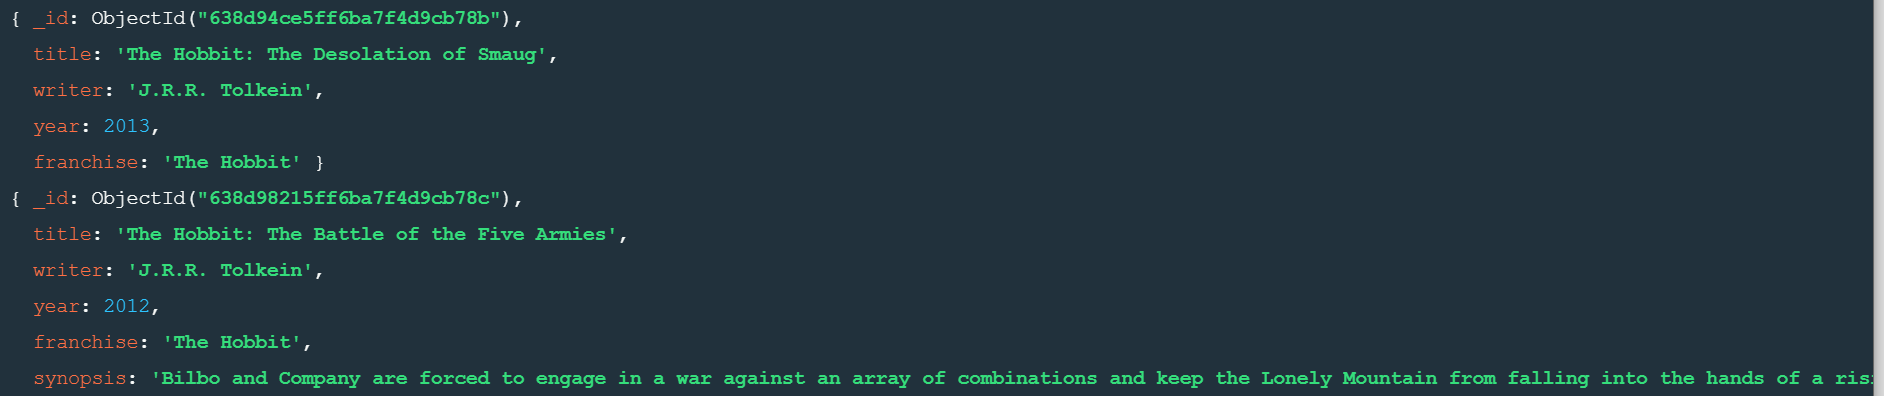 { _id: ObjectId("638d94ce5ff6ba7f4d9cb78b"),
title: 'The Hobbit: The Desolation of Smaug',
writer: 'J.R.R. Tolkein',
year: 2013,
franchise: 'The Hobbit' }
{ _id: ObjectId("638d98215ff6ba7f4d9cb78c"),
title: 'The Hobbit: The Battle of the Five Armies',
writer: 'J.R.R. Tolkein',
year: 2012,
franchise: 'The Hobbit',
synopsis: 'Bilbo and Company are forced to engage in a war against an array of combinations and keep the Lonely Mountain from falling into the hands of a